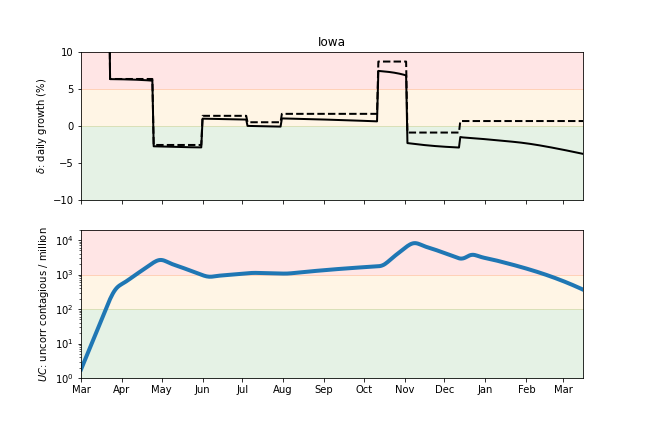 Iowa
δ: daily growth (%)
10
5
0
−5
−10
UC: uncorr contagious / million
10⁴
10³
10²
10¹
10⁰
Mar Apr May Jun Jul Aug Sep Oct Nov Dec Jan Feb Mar